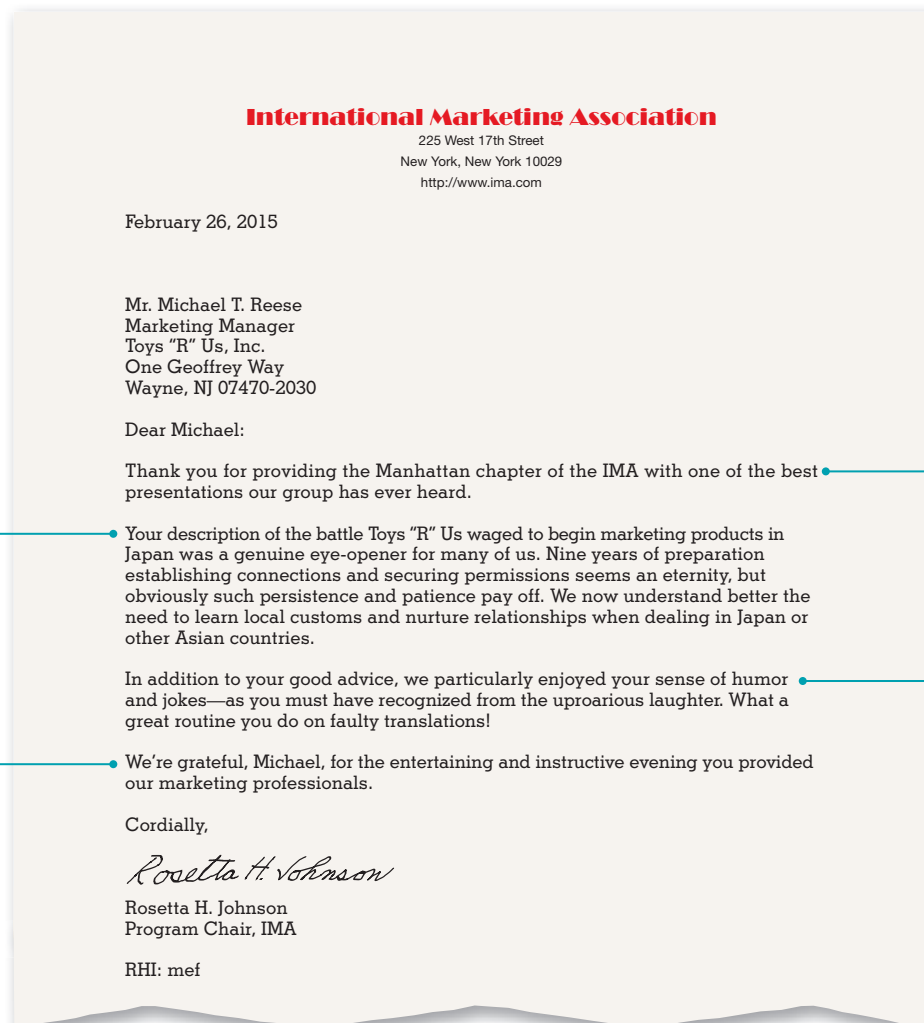 International Marketing Association
225 West 17th Street
New York, New York 10029
http://www.ima.com
February 26, 2015
Mr. Michael T. Reese
Marketing Manager
Toys "R" Us, Inc.
One Geoffrey Way
Wayne, NJ 07470-2030
Dear Michael:
Thank you for providing the Manhattan chapter of the IMA with one of the best
presentations our group has ever heard.
Your description of the battle Toys "R" Us waged to begin marketing products in
Japan was a genuine eye-opener for many of us. Nine years of preparation
establishing connections and securing permissions seems an eternity, but
obviously such persistence and patience pay off. We now understand better the
need to learn local customs and nurture relationships when dealing in Japan or
other Asian countries.
In addition to your good advice, we particularly enjoyed your sense of humor
and jokes—as you must have recognized from the uproarious laughter. What a
great routine you do on faulty translations!
We're grateful, Michael, for the entertaining and instructive evening you provided
our marketing professionals.
Cordially,
Rosetta H. Johnson
Rosetta H. Johnson
Program Chair, IMA
RHI: mef